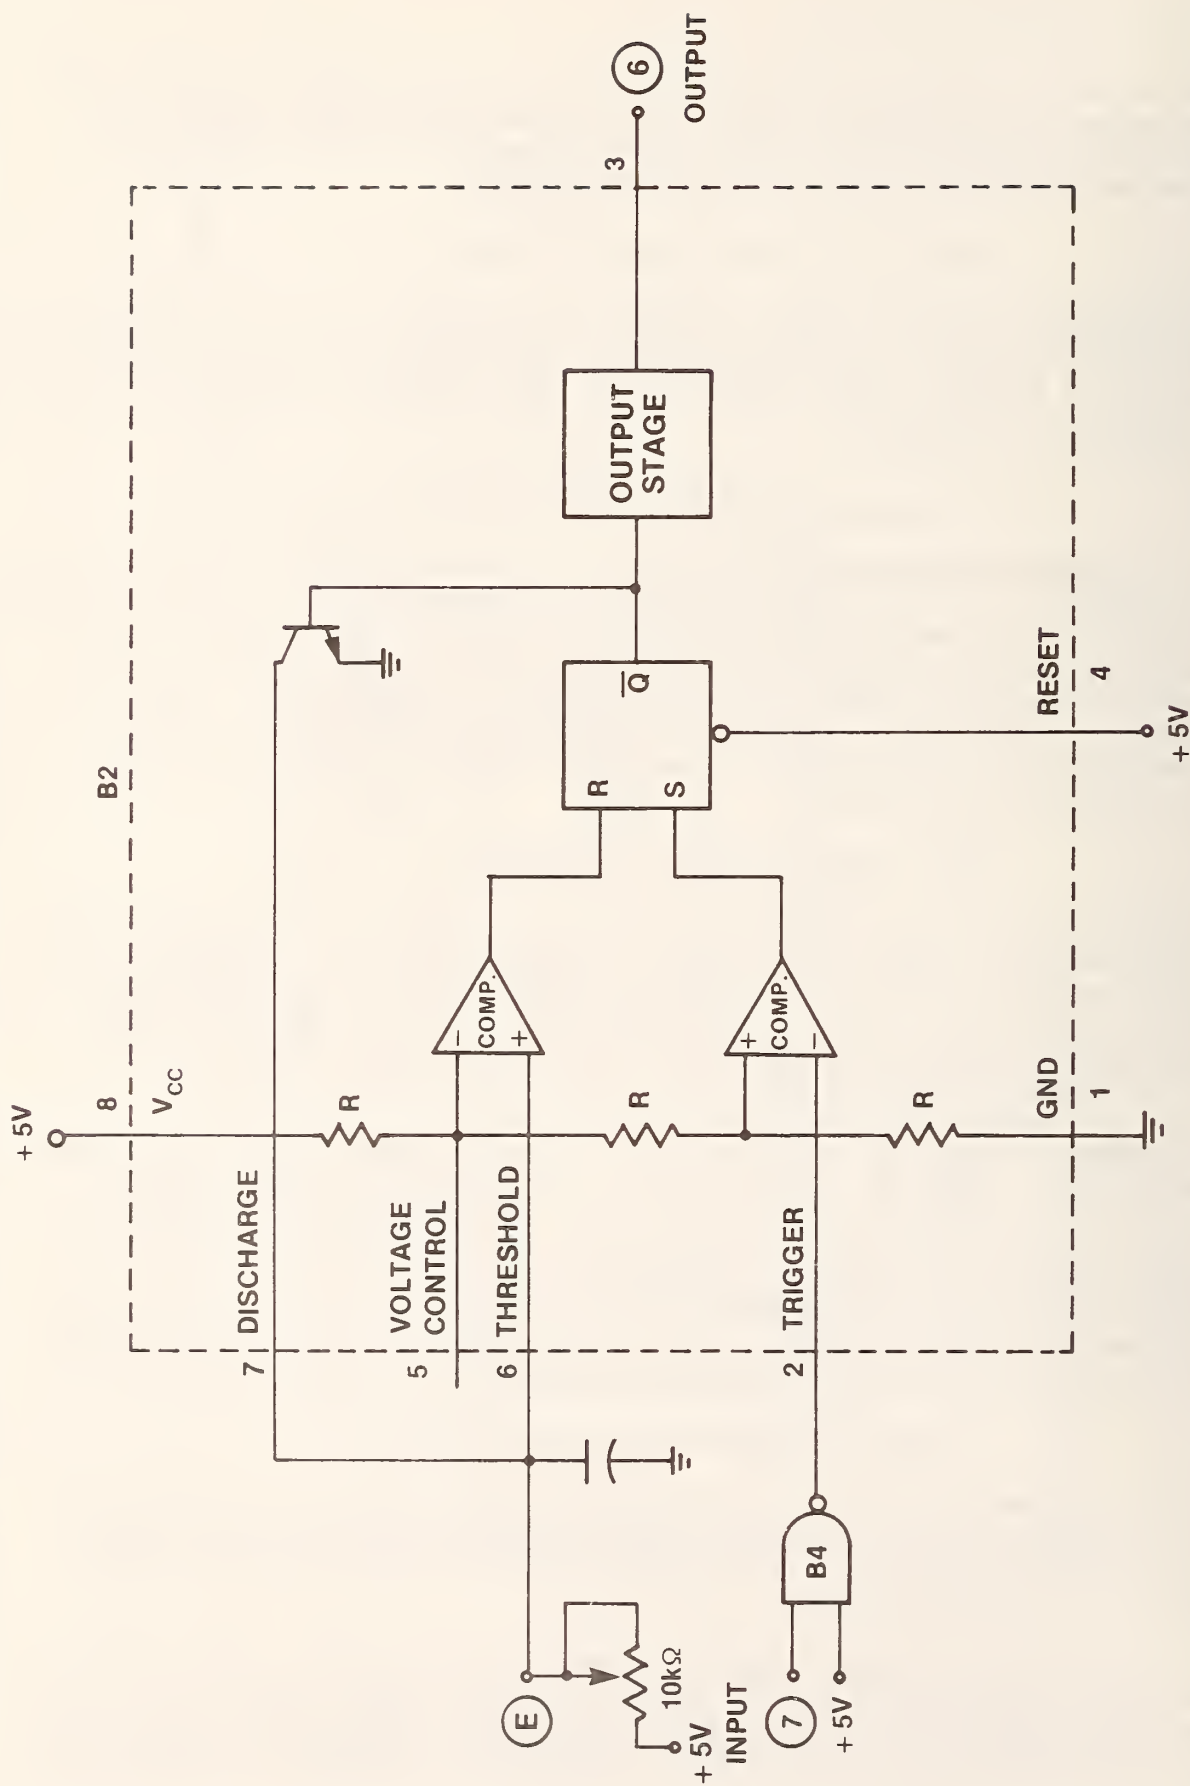 B2
+ 5V
8
V_CC
7
DISCHARGE
5
VOLTAGE
CONTROL
6
THRESHOLD
2
TRIGGER
R
R
R
GND
1
−
COMP.
+
+
COMP.
−
R
S
Q̅
RESET
4
+ 5V
OUTPUT
STAGE
3
6
OUTPUT
E
10kΩ
+ 5V
INPUT
7
+ 5V
B4